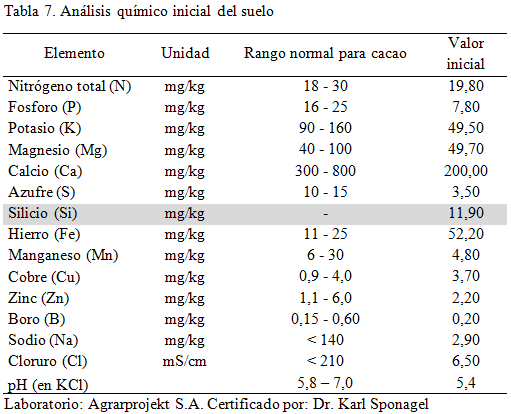 Tabla 7. Análisis químico inicial del suelo
Elemento Unidad Rango normal para cacao Valor inicial
Nitrógeno total (N) mg/kg 18 - 30 19,80
Fosforo (P) mg/kg 16 - 25 7,80
Potasio (K) mg/kg 90 - 160 49,50
Magnesio (Mg) mg/kg 40 - 100 49,70
Calcio (Ca) mg/kg 300 - 800 200,00
Azufre (S) mg/kg 10 - 15 3,50
Silicio (Si) mg/kg - 11,90
Hierro (Fe) mg/kg 11 - 25 52,20
Manganeso (Mn) mg/kg 6 - 30 4,80
Cobre (Cu) mg/kg 0,9 - 4,0 3,70
Zinc (Zn) mg/kg 1,1 - 6,0 2,20
Boro (B) mg/kg 0,15 - 0,60 0,20
Sodio (Na) mg/kg < 140 2,90
Cloruro (Cl) mS/cm < 210 6,50
pH (en KCl) 5,8 – 7,0 5,4
Laboratorio: Agrarprojekt S.A. Certificado por: Dr. Karl Sponagel